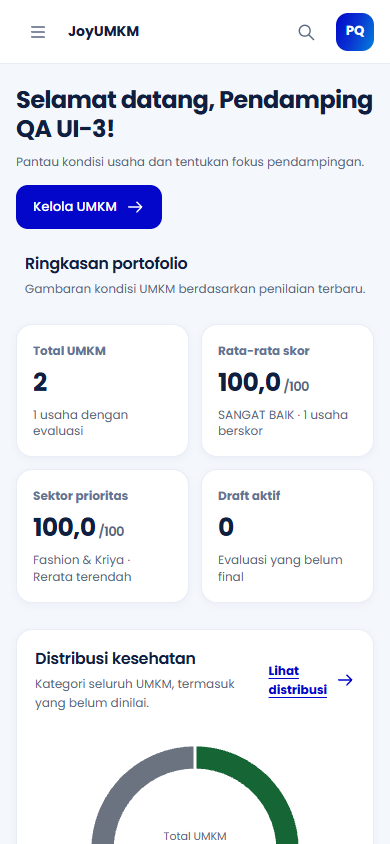 JoyUMKM
PQ
Selamat datang, Pendamping
QA UI-3!
Pantau kondisi usaha dan tentukan fokus pendampingan.
Kelola UMKM
Ringkasan portofolio
Gambaran kondisi UMKM berdasarkan penilaian terbaru.
Total UMKM
2
1 usaha dengan
evaluasi
Rata-rata skor
100,0 /100
SANGAT BAIK · 1 usaha
berskor
Sektor prioritas
100,0 /100
Fashion & Kriya ·
Rerata terendah
Draft aktif
0
Evaluasi yang belum
final
Distribusi kesehatan
Kategori seluruh UMKM, termasuk
yang belum dinilai.
Lihat
distribusi
Total UMKM